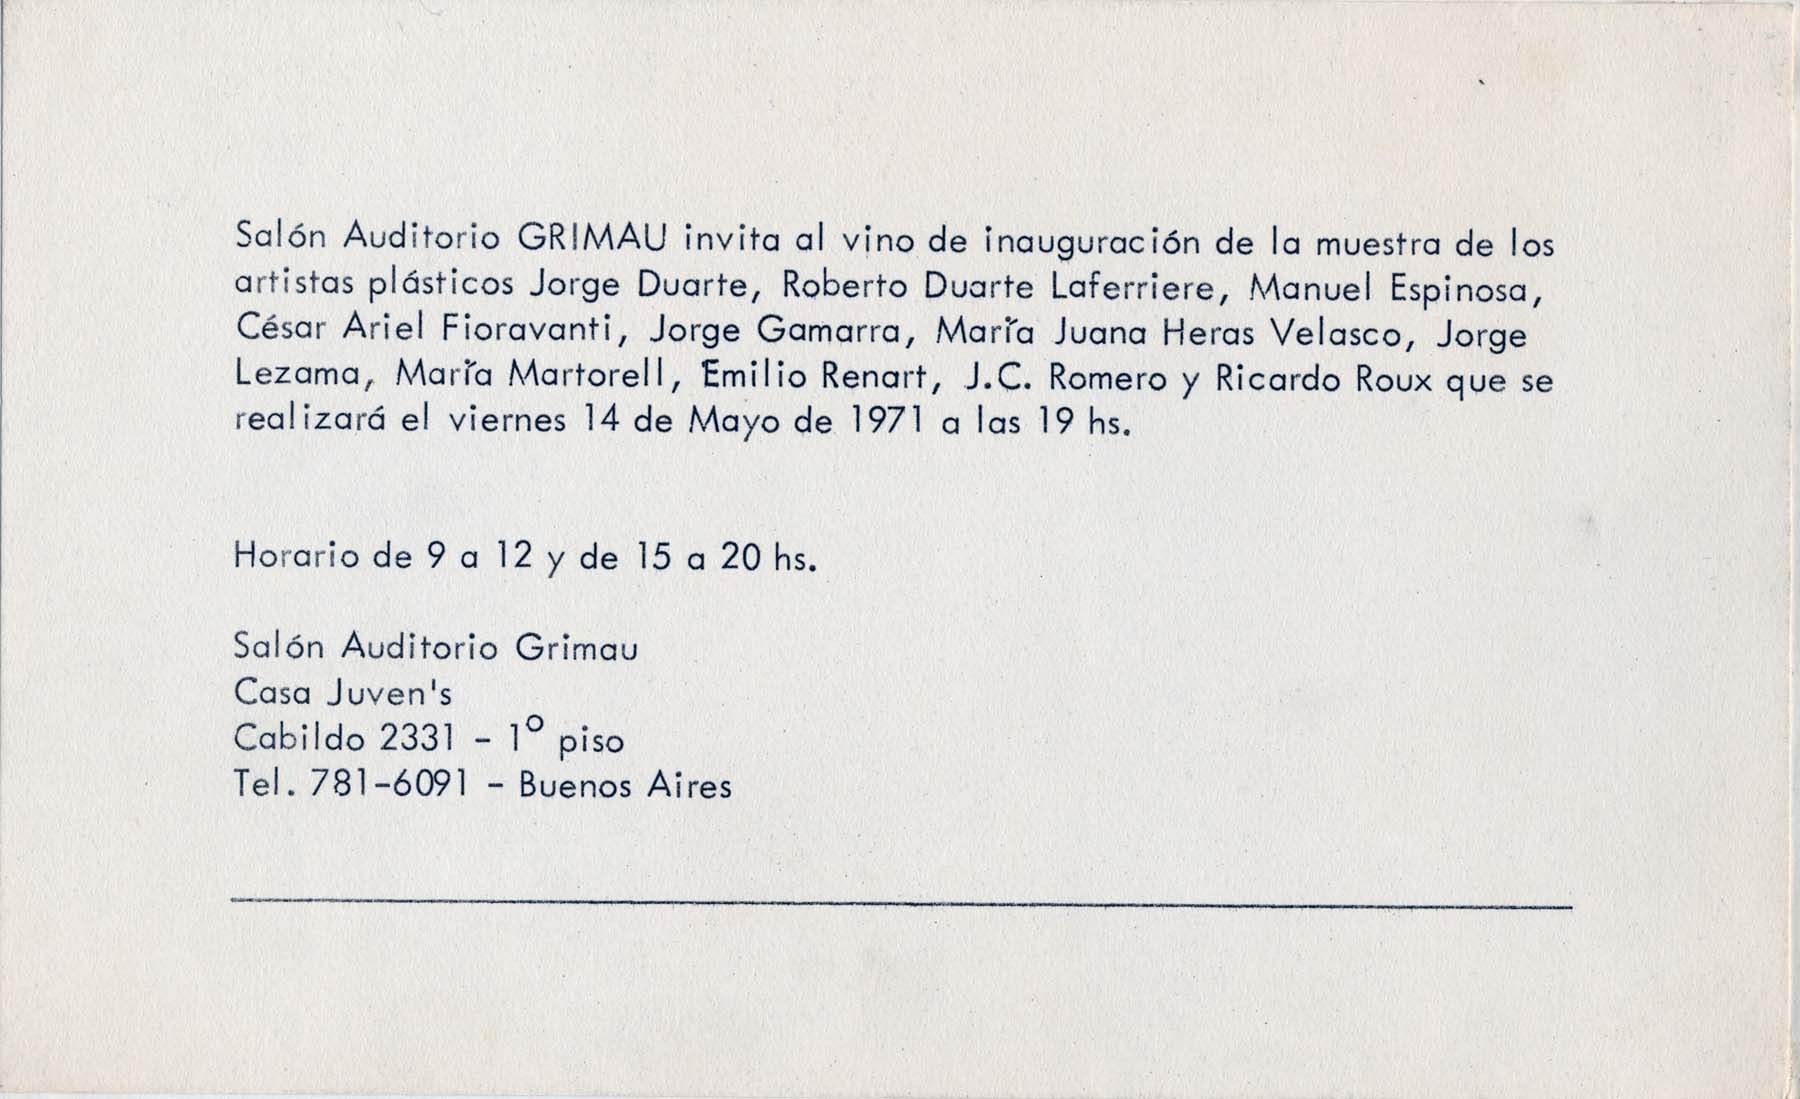 Salón Auditorio GRIMAU invita al vino de inauguración de la muestra de los
artistas plásticos Jorge Duarte, Roberto Duarte Laferriere, Manuel Espinosa,
César Ariel Fioravanti, Jorge Gamarra, María Juana Heras Velasco, Jorge
Lezama, María Martorell, Emilio Renart, J.C. Romero y Ricardo Roux que se
realizará el viernes 14 de Mayo de 1971 a las 19 hs.
Horario de 9 a 12 y de 15 a 20 hs.
Salón Auditorio Grimau
Casa Juven's
Cabildo 2331 - 1º piso
Tel. 781-6091 - Buenos Aires